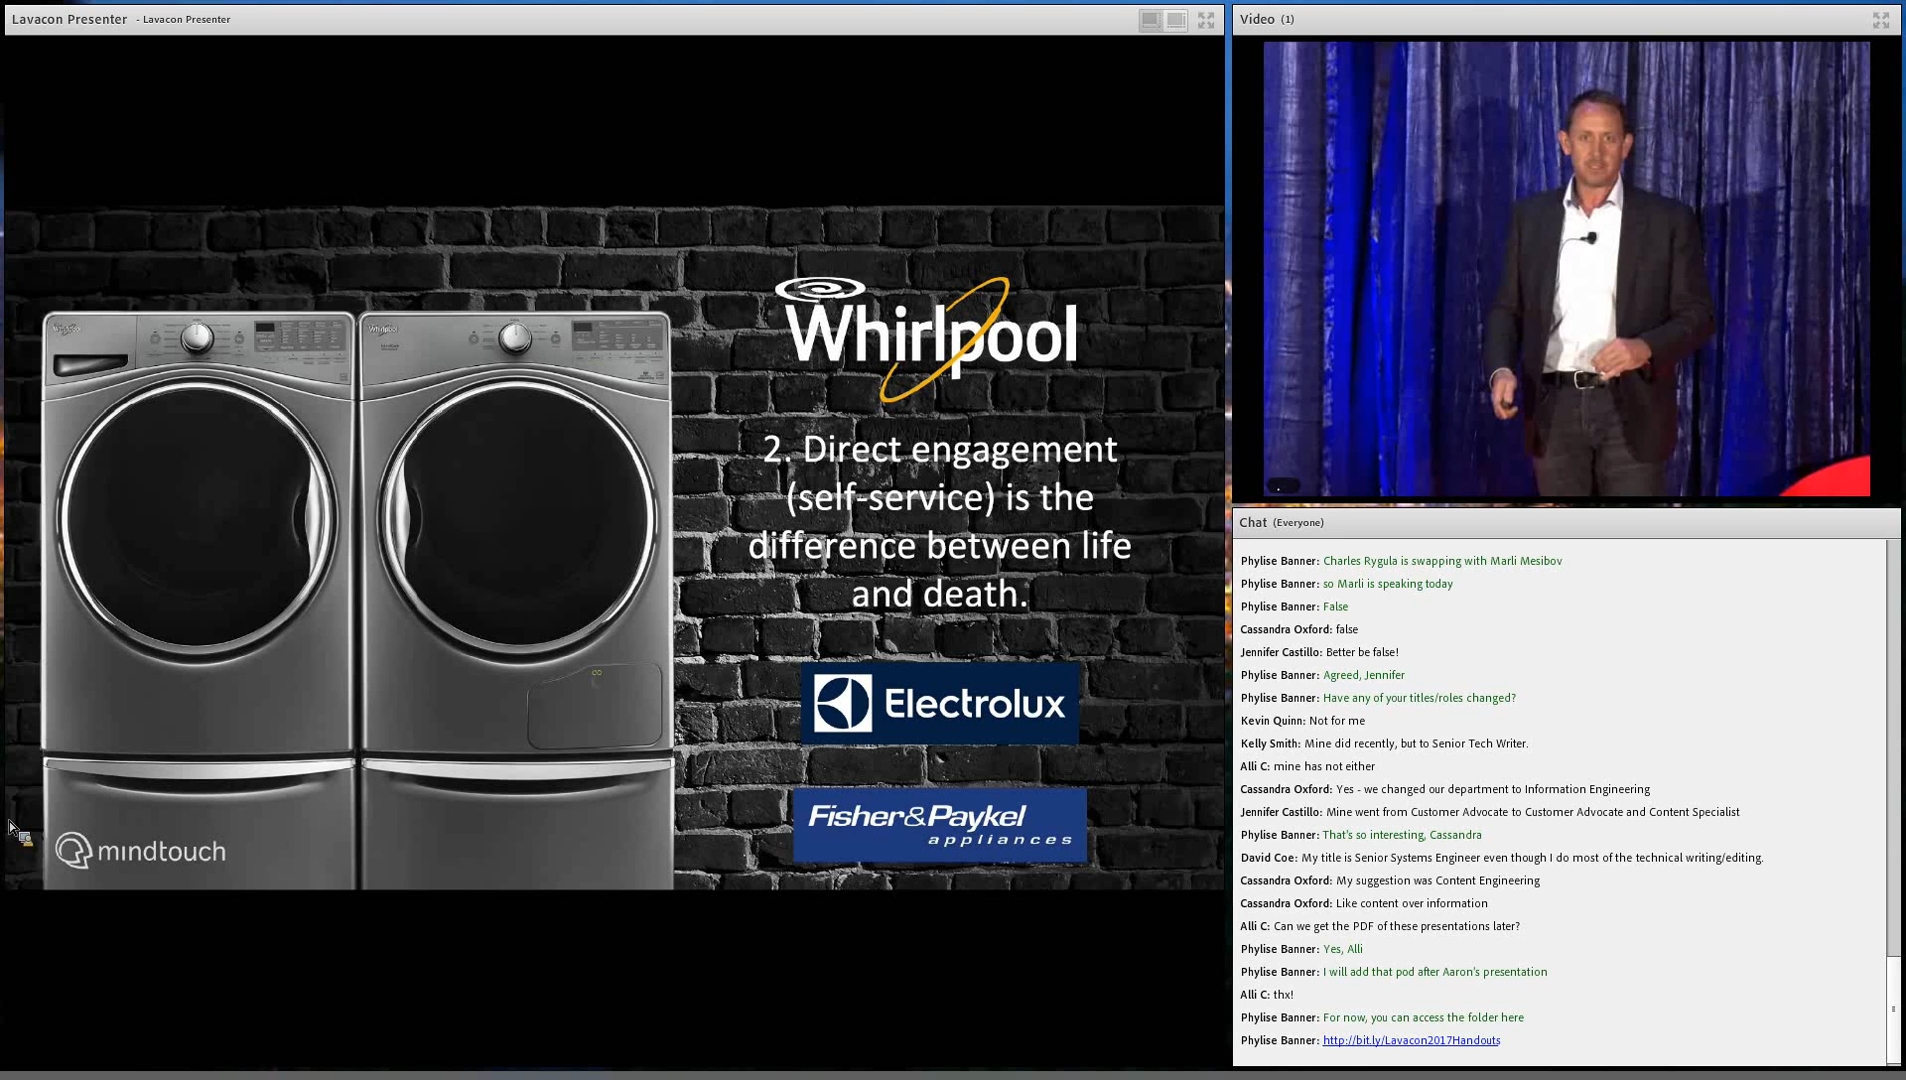 Lavacon Presenter - Lavacon Presenter
Whirlpool
2. Direct engagement
(self-service) is the
difference between life
and death.
Electrolux
Fisher&Paykel
appliances
Whirlpool
mindtouch
Video (1)
Chat (Everyone)
Phylise Banner: Charles Rygula is swapping with Marli Mesibov
Phylise Banner: so Marli is speaking today
Phylise Banner: False
Cassandra Oxford: false
Jennifer Castillo: Better be false!
Phylise Banner: Agreed, Jennifer
Phylise Banner: Have any of your titles/roles changed?
Kevin Quinn: Not for me
Kelly Smith: Mine did recently, but to Senior Tech Writer.
Alli C: mine has not either
Cassandra Oxford: Yes - we changed our department to Information Engineering
Jennifer Castillo: Mine went from Customer Advocate to Customer Advocate and Content Specialist
Phylise Banner: That's so interesting, Cassandra
David Coe: My title is Senior Systems Engineer even though I do most of the technical writing/editing.
Cassandra Oxford: My suggestion was Content Engineering
Cassandra Oxford: Like content over information
Alli C: Can we get the PDF of these presentations later?
Phylise Banner: Yes, Alli
Phylise Banner: I will add that pod after Aaron's presentation
Alli C: thx!
Phylise Banner: For now, you can access the folder here
Phylise Banner: http://bit.ly/Lavacon2017Handouts